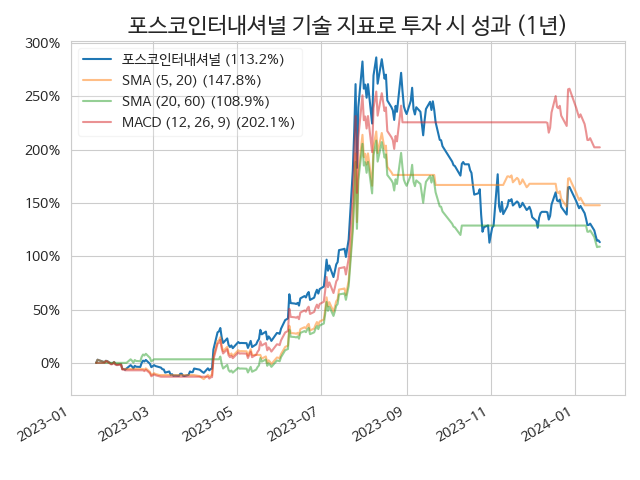 포스코인터내셔널 기술 지표로 투자 시 성과 (1년)
300%
250%
200%
150%
100%
50%
0%
포스코인터내셔널 (113.2%)
SMA (5, 20) (147.8%)
SMA (20, 60) (108.9%)
MACD (12, 26, 9) (202.1%)
2023-01
2023-03
2023-05
2023-07
2023-09
2023-11
2024-01